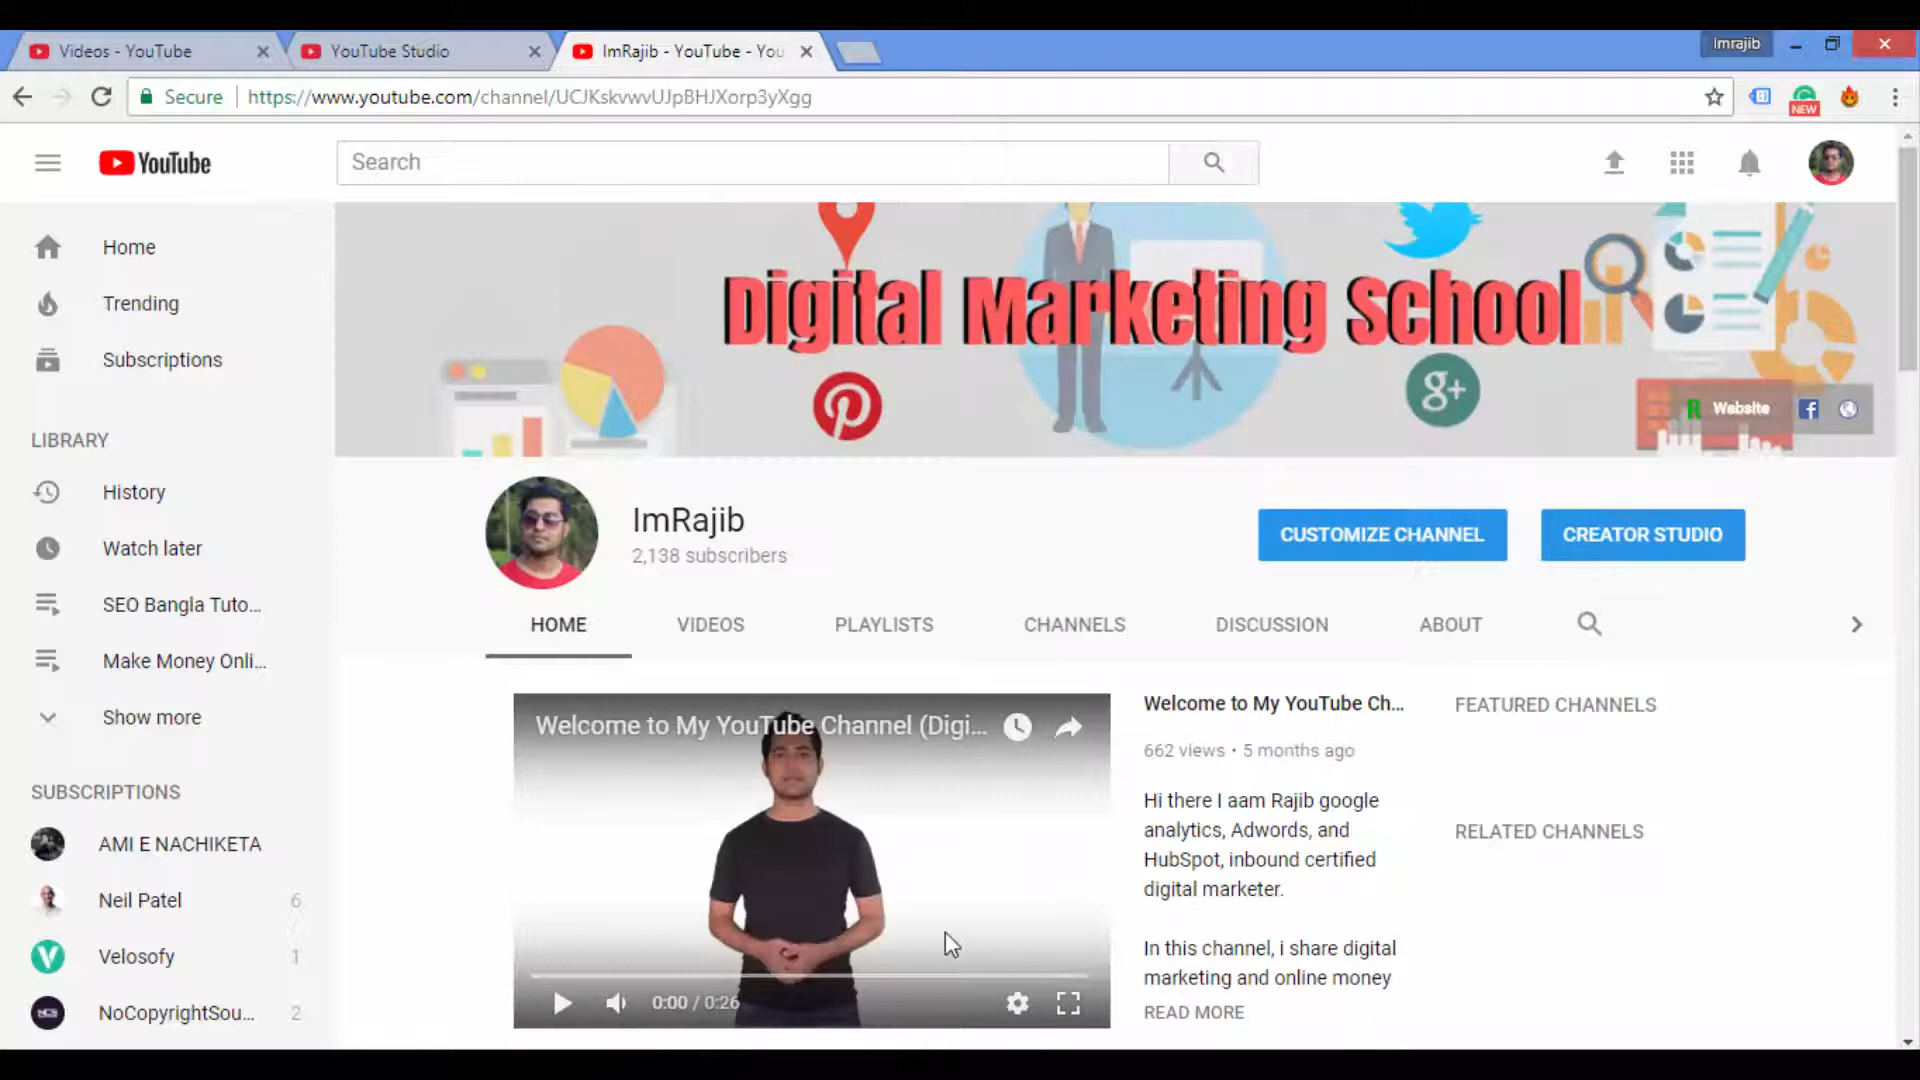 Videos - YouTube
YouTube Studio
ImRajib - YouTube - You
Imrajib
Secure
https://www.youtube.com/channel/UCJKskvwvUJpBHJXorp3yXgg
NEW
YouTube
Search
Home
Trending
Subscriptions
LIBRARY
History
Watch later
SEO Bangla Tuto...
Make Money Onli...
Show more
SUBSCRIPTIONS
AMI E NACHIKETA
Neil Patel 6
Velosofy 1
NoCopyrightSou... 2
Digital Marketing School
g+
R Website
ImRajib
2,138 subscribers
CUSTOMIZE CHANNEL
CREATOR STUDIO
HOME VIDEOS PLAYLISTS CHANNELS DISCUSSION ABOUT
Welcome to My YouTube Channel (Digi...
0:00 / 0:26
Welcome to My YouTube Ch...
662 views • 5 months ago
Hi there I aam Rajib google
analytics, Adwords, and
HubSpot, inbound certified
digital marketer.
In this channel, i share digital
marketing and online money
READ MORE
FEATURED CHANNELS
RELATED CHANNELS